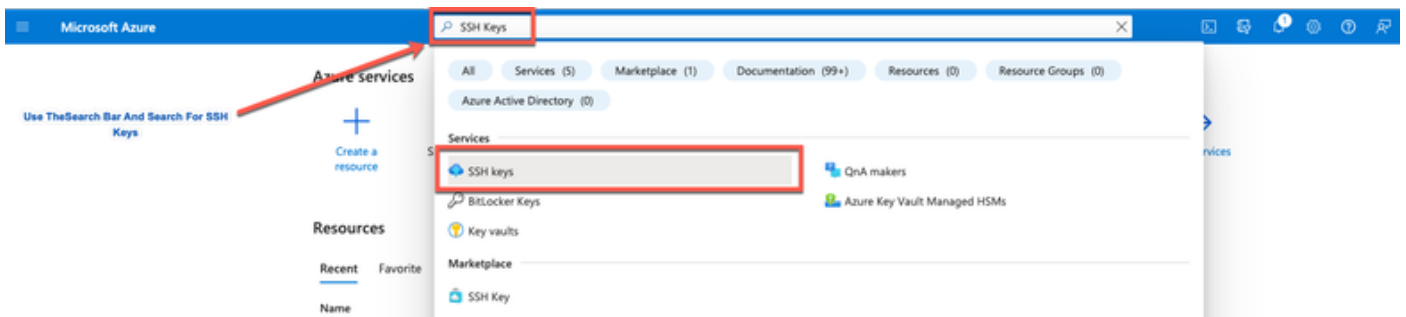 Microsoft Azure
SSH Keys
1
All Services (5) Marketplace (1) Documentation (99+) Resources (0) Resource Groups (0)
Azure Active Directory (0)
Azure services
Use TheSearch Bar And Search For SSH
Keys
Create a
resource
S
Services
SSH keys
QnA makers
BitLocker Keys
Azure Key Vault Managed HSMs
Key vaults
rvices
Resources
Recent Favorite
Name
Marketplace
SSH Key